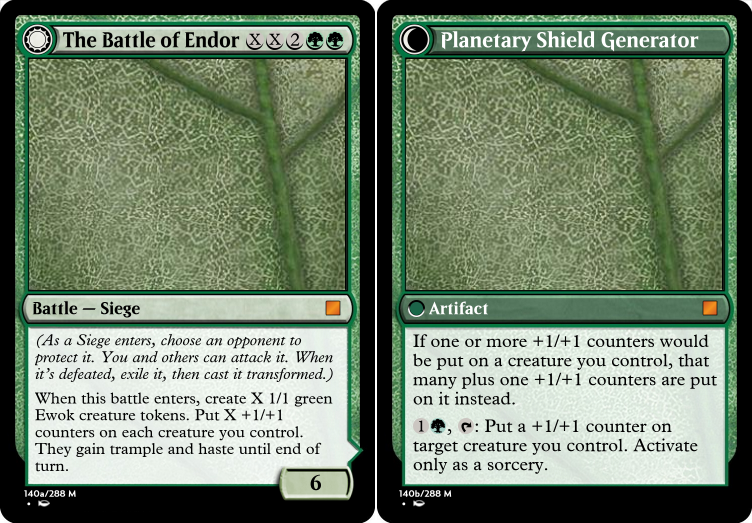 The Battle of Endor X X 2
Battle — Siege
(As a Siege enters, choose an opponent to
protect it. You and others can attack it. When
it's defeated, exile it, then cast it transformed.)
When this battle enters, create X 1/1 green
Ewok creature tokens. Put X +1/+1
counters on each creature you control.
They gain trample and haste until end of
turn.
6
140a/288 M
Planetary Shield Generator
Artifact
If one or more +1/+1 counters would
be put on a creature you control, that
many plus one +1/+1 counters are put
on it instead.
1 , : Put a +1/+1 counter on
target creature you control. Activate
only as a sorcery.
140b/288 M